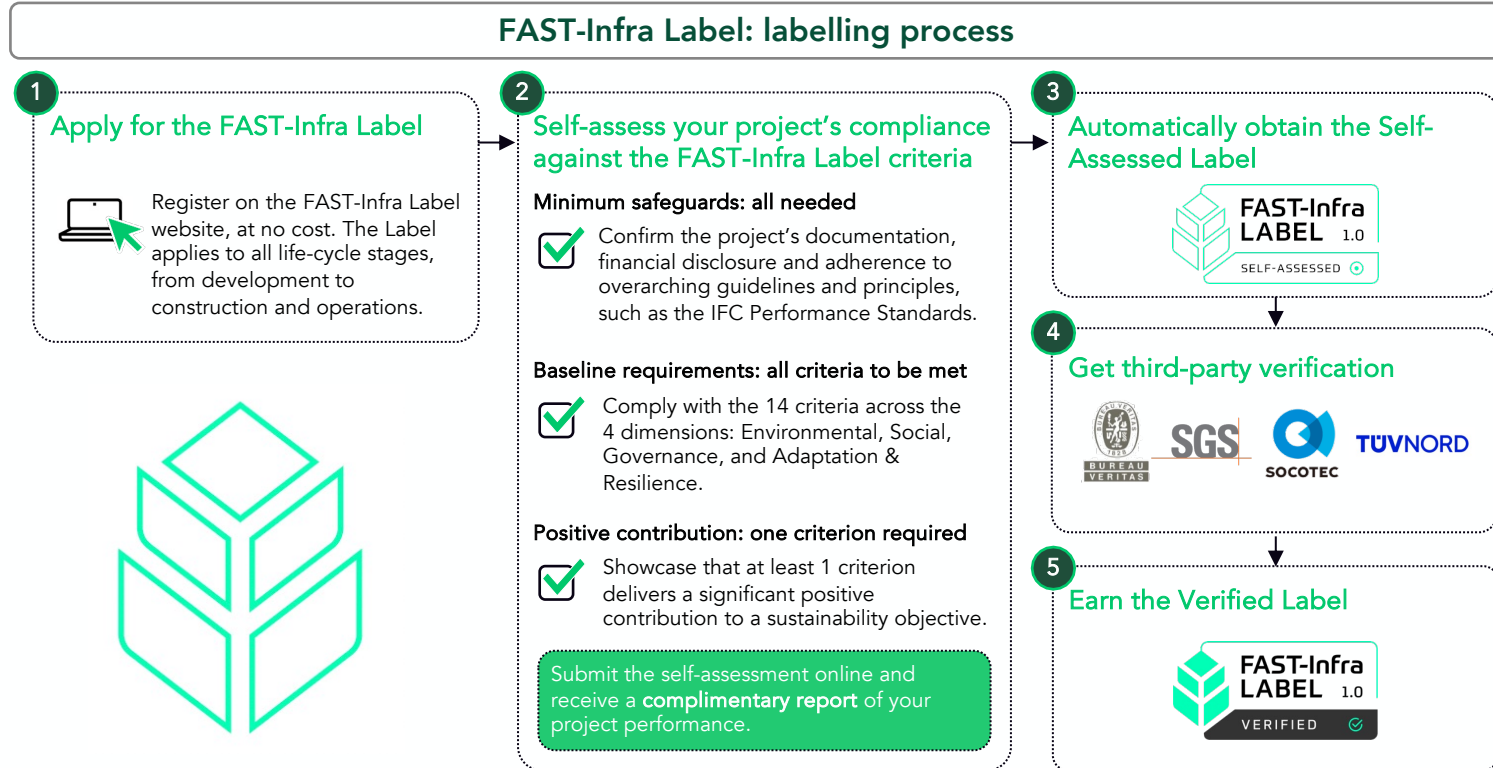 FAST-Infra Label: labelling process
1
Apply for the FAST-Infra Label
Register on the FAST-Infra Label
website, at no cost. The Label
applies to all life-cycle stages,
from development to
construction and operations.
2
Self-assess your project's compliance
against the FAST-Infra Label criteria
Minimum safeguards: all needed
Confirm the project's documentation,
financial disclosure and adherence to
overarching guidelines and principles,
such as the IFC Performance Standards.
Baseline requirements: all criteria to be met
Comply with the 14 criteria across the
4 dimensions: Environmental, Social,
Governance, and Adaptation &
Resilience.
Positive contribution: one criterion required
Showcase that at least 1 criterion
delivers a significant positive
contribution to a sustainability objective.
Submit the self-assessment online and
receive a complimentary report of your
project performance.
3
Automatically obtain the Self-
Assessed Label
FAST-Infra
LABEL 1.0
SELF-ASSESSED
4
Get third-party verification
BUREAU VERITAS
1828
BUREAU
VERITAS
SGS
SOCOTEC
TÜVNORD
5
Earn the Verified Label
FAST-Infra
LABEL 1.0
VERIFIED